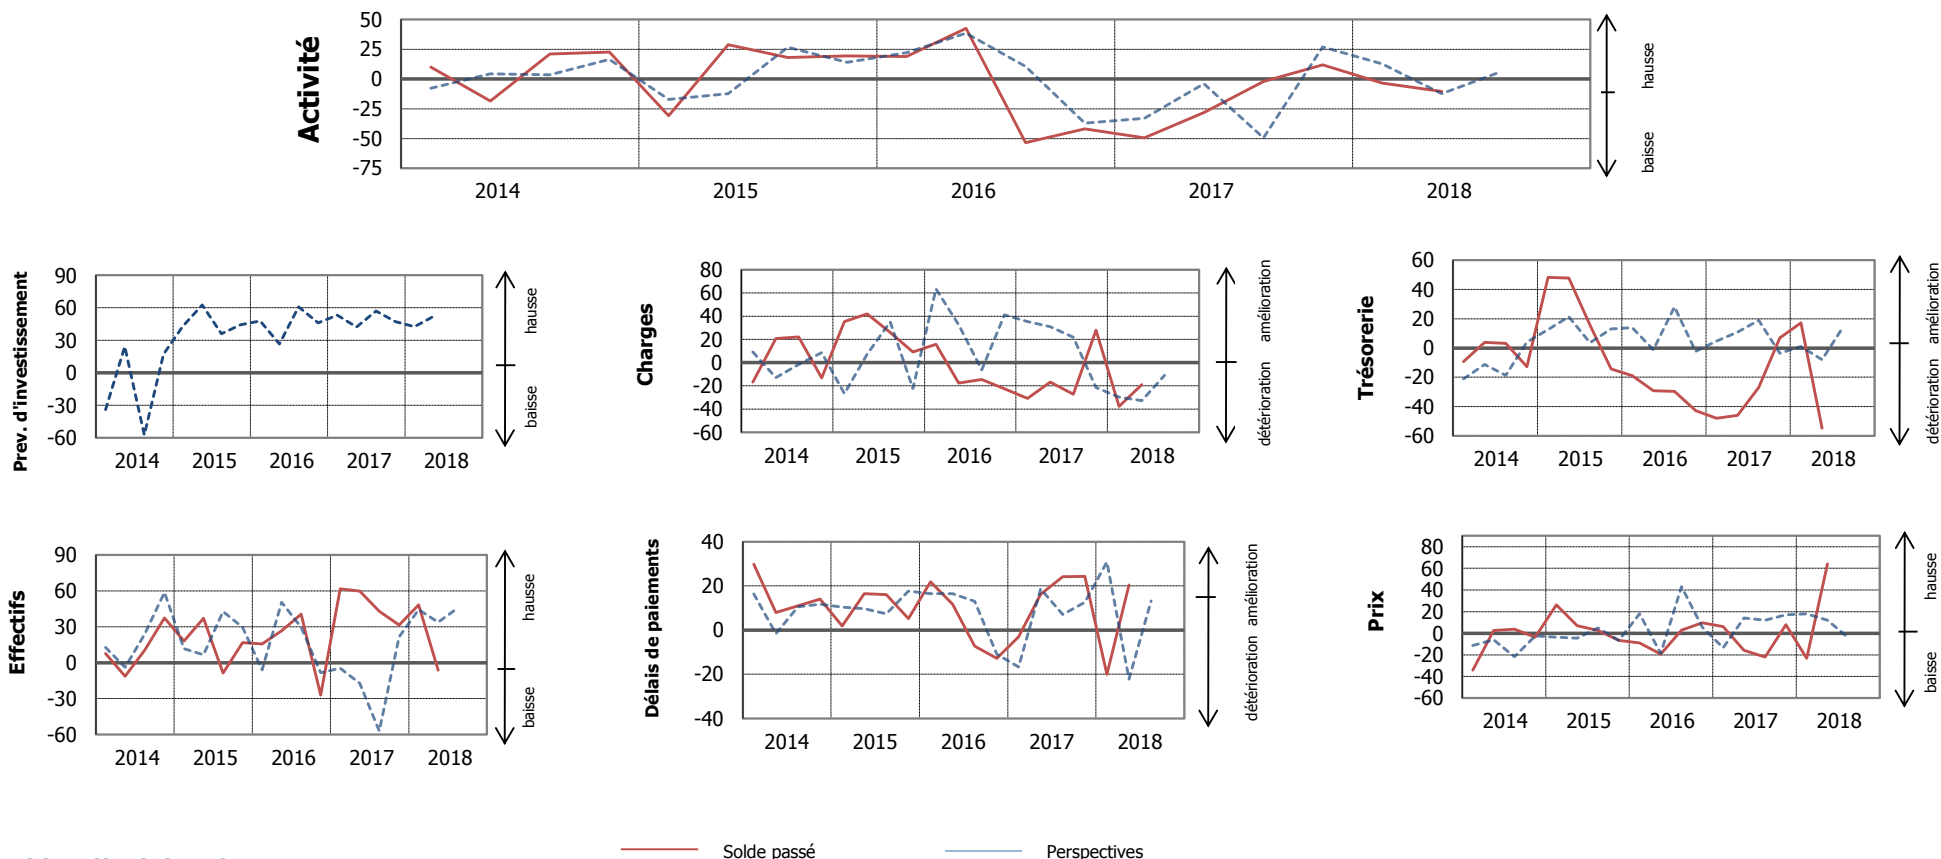 Activité
50
25
0
-25
-50
-75
2014 2015 2016 2017 2018
hausse
baisse
Prev. d'investissement
90
60
30
0
-30
-60
2014 2015 2016 2017 2018
hausse
baisse
Charges
80
60
40
20
0
-20
-40
-60
2014 2015 2016 2017 2018
amélioration
détérioration
Trésorerie
60
40
20
0
-20
-40
-60
2014 2015 2016 2017 2018
amélioration
détérioration
Effectifs
90
60
30
0
-30
-60
2014 2015 2016 2017 2018
hausse
baisse
Délais de paiements
40
20
0
-20
-40
2014 2015 2016 2017 2018
amélioration
détérioration
Prix
80
60
40
20
0
-20
-40
-60
2014 2015 2016 2017 2018
hausse
baisse
Solde passé
Perspectives